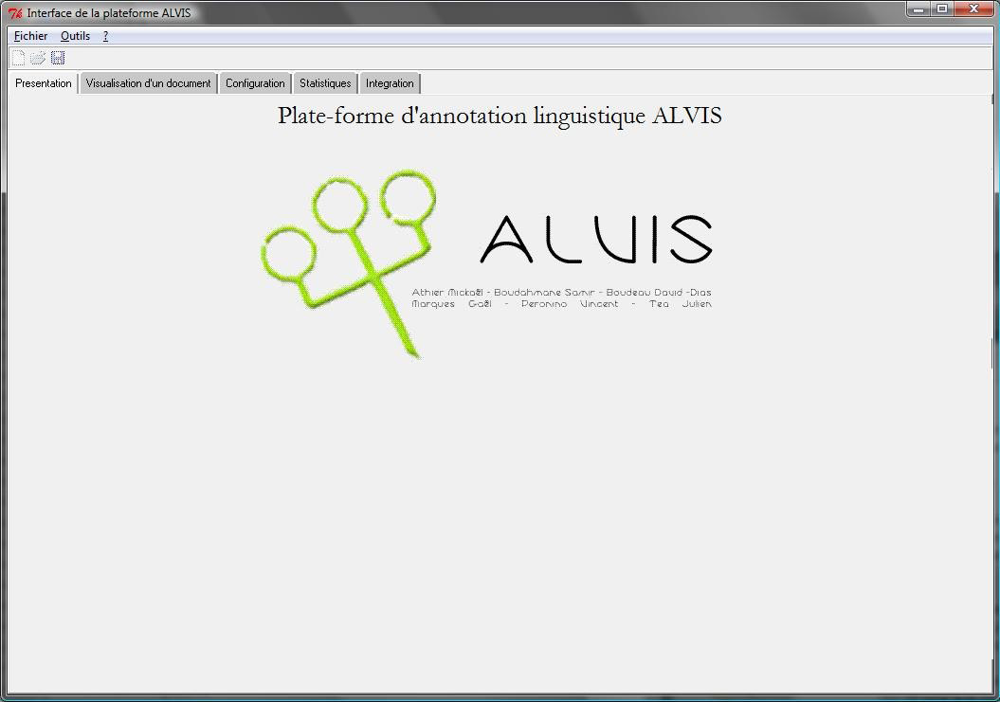 Interface de la plateforme ALVIS
Fichier Outils ?
Presentation Visualisation d'un document Configuration Statistiques Integration
Plate-forme d'annotation linguistique ALVIS
ALVIS
Athier Mickaël - Boudahmane Samir - Boudeau David -Dias
Marques Gaël - Peronino Vincent - Tea Julien